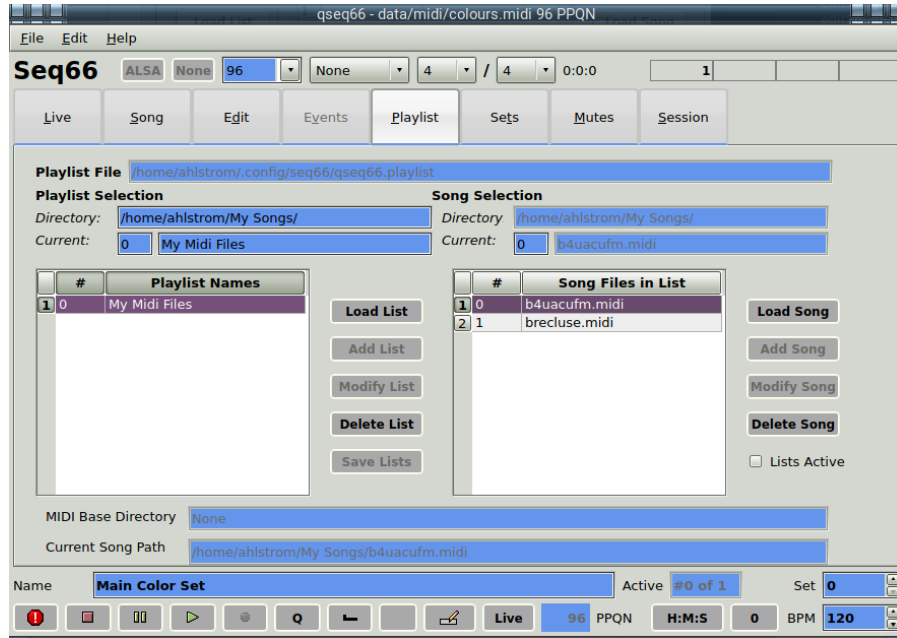 qseq66 - data/midi/colours.midi 96 PPQN
File Edit Help
Seq66 ALSA None 96 None 4 / 4 0:0:0 1
Live Song Edit Events Playlist Sets Mutes Session
Playlist File /home/ahlstrom/.config/seq66/qseq66.playlist
Playlist Selection Song Selection
Directory: /home/ahlstrom/My Songs/ Directory /home/ahlstrom/My Songs/
Current: 0 My Midi Files Current: 0 b4uacufm.midi
# Playlist Names # Song Files in List
1 0 My Midi Files Load List 1 0 b4uacufm.midi Load Song
2 1 brecluse.midi
Add List Add Song
Modify List Modify Song
Delete List Delete Song
Save Lists Lists Active
MIDI Base Directory None
Current Song Path /home/ahlstrom/My Songs/b4uacufm.midi
Name Main Color Set Active #0 of 1 Set 0
Q Live 96 PPQN H:M:S 0 BPM 120